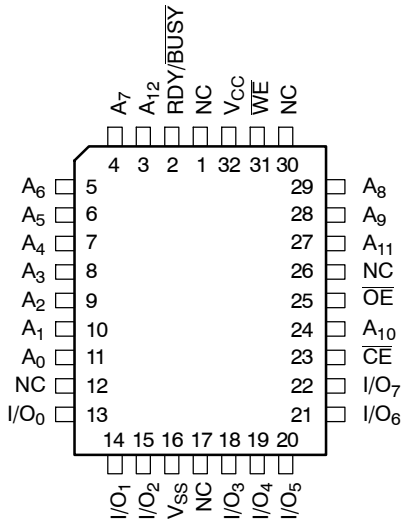 A7 A12 RDY/BUSY NC VCC WE NC
4 3 2 1 32 31 30
A6 5 29 A8
A5 6 28 A9
A4 7 27 A11
A3 8 26 NC
A2 9 25 OE
A1 10 24 A10
A0 11 23 CE
NC 12 22 I/O7
I/O0 13 21 I/O6
14 15 16 17 18 19 20
I/O1 I/O2 VSS NC I/O3 I/O4 I/O5